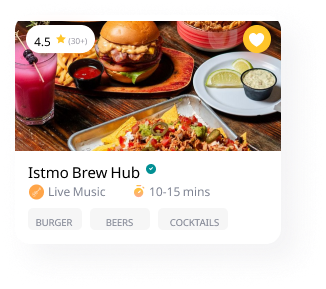 4.5 (30+)
Istmo Brew Hub
Live Music 10-15 mins
BURGER BEERS COCKTAILS